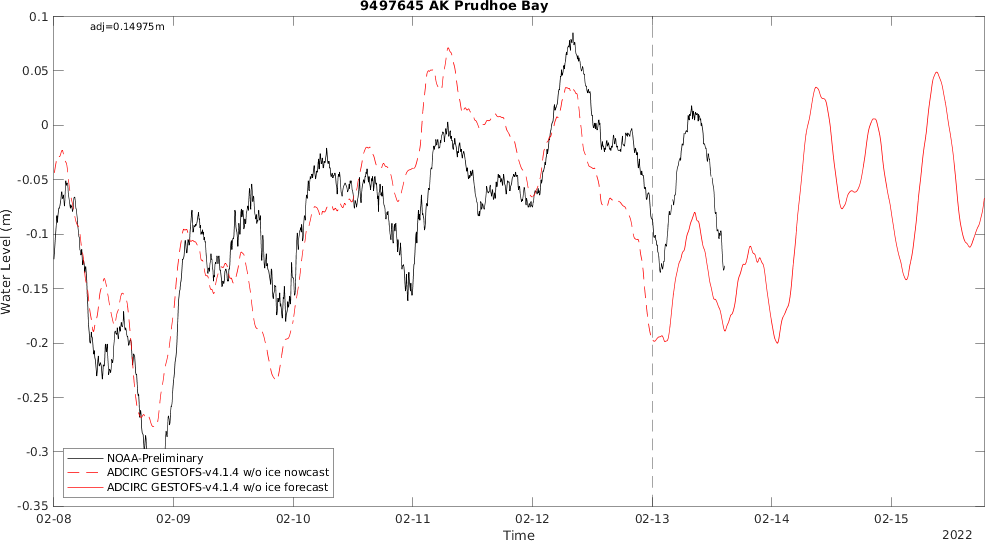 9497645 AK Prudhoe Bay
adj=0.14975m
0.1
0.05
0
-0.05
-0.1
-0.15
-0.2
-0.25
-0.3
-0.35
Water Level (m)
NOAA-Preliminary
ADCIRC GESTOFS-v4.1.4 w/o ice nowcast
ADCIRC GESTOFS-v4.1.4 w/o ice forecast
02-08 02-09 02-10 02-11 02-12 02-13 02-14 02-15
Time
2022